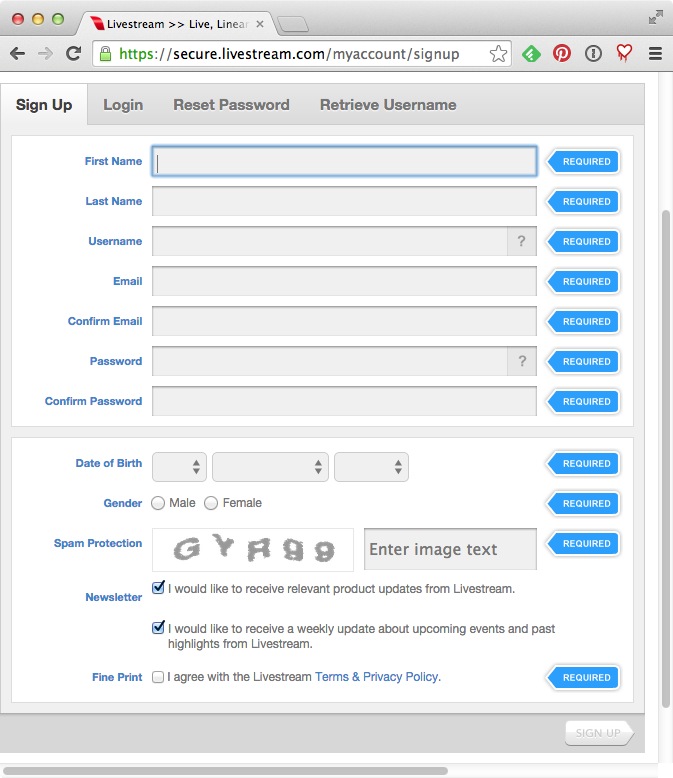 Livestream >> Live, Linear
https://secure.livestream.com/myaccount/signup
Sign Up Login Reset Password Retrieve Username
First Name REQUIRED
Last Name REQUIRED
Username ? REQUIRED
Email REQUIRED
Confirm Email REQUIRED
Password ? REQUIRED
Confirm Password REQUIRED
Date of Birth REQUIRED
Gender Male Female REQUIRED
Spam Protection Enter image text REQUIRED
Newsletter I would like to receive relevant product updates from Livestream.
I would like to receive a weekly update about upcoming events and past
highlights from Livestream.
Fine Print I agree with the Livestream Terms & Privacy Policy. REQUIRED
SIGN UP